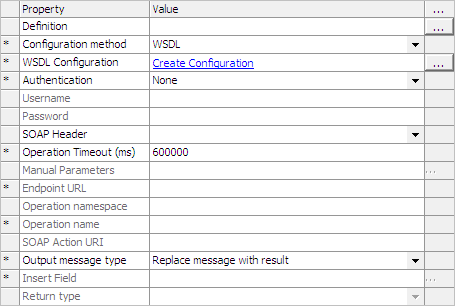 Property Value ...
Definition ...
* Configuration method WSDL
* WSDL Configuration Create Configuration ...
* Authentication None
Username
Password
SOAP Header
* Operation Timeout (ms) 600000
Manual Parameters ...
* Endpoint URL
Operation namespace
* Operation name
SOAP Action URI
* Output message type Replace message with result
* Insert Field ...
Return type